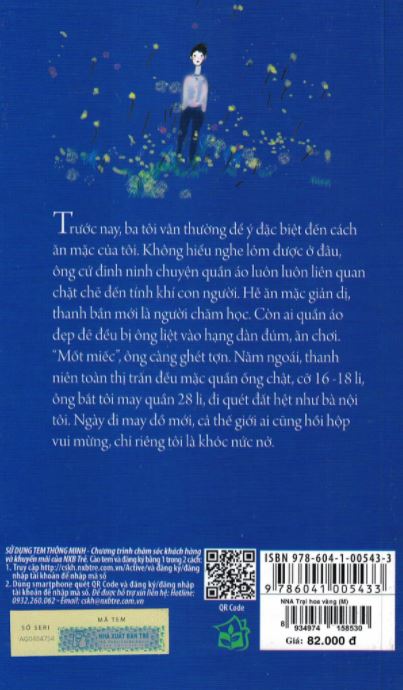 Trước nay, ba tôi vẫn thường để ý đặc biệt đến cách
ăn mặc của tôi. Không hiểu nghe lỏm được ở đâu,
ông cứ đinh ninh chuyện quần áo luôn luôn liên quan
chặt chẽ đến tính khí con người. Hễ ăn mặc giản dị,
thanh bần mới là người chăm học. Còn ai quần áo
đẹp đẽ đều bị ông liệt vào hạng đàn đúm, ăn chơi.
“Mốt miếc”, ông càng ghét tợn. Năm ngoái, thanh
niên toàn thị trấn đều mặc quần ống chật, cỡ 16 -18 li,
ông bắt tôi may quần 28 li, đi quét đất hệt như bà nội
tôi. Ngày đi may đồ mới, cả thế giới ai cũng hồi hộp
vui mừng, chỉ riêng tôi là khóc nức nở.
SỬ DỤNG TEM THÔNG MINH - Chương trình chăm sóc khách hàng
và khuyến mãi của NXB Trẻ. Cào tem và đăng ký bằng 1 trong 2 cách:
1. Truy cập http://cskh.nxbtre.com.vn/Active/và đăng ký/đăng
nhập tài khoản để nhập mã số
2. Dùng smartphone quét QR Code và đăng ký/đăng nhập
tài khoản để nhập mã số. Để được hỗ trợ xin liên hệ: Hotline:
0932.260.062 - Email: cskh@nxbtre.com.vn
MÃ TEM
SỐ SERI
AG0404754
NHÀ XUẤT BẢN TRẺ
QR Code
ISBN 978-604-1-00543-3
9 786041 005433
NNA Trại hoa vàng (M)
8 934974 158530
Giá: 82.000 đ